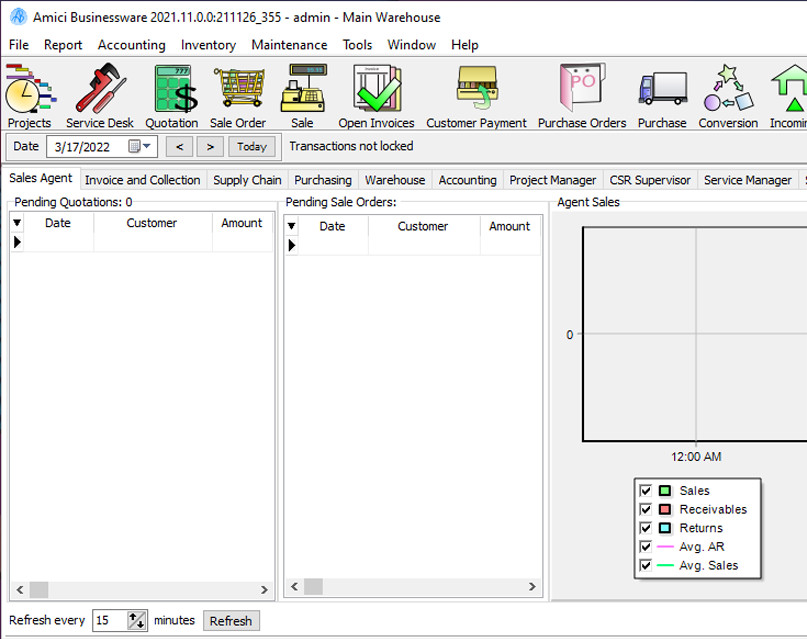 Amici Businessware 2021.11.0.0:211126_355 - admin - Main Warehouse
File Report Accounting Inventory Maintenance Tools Window Help
Projects Service Desk Quotation Sale Order Sale Open Invoices Customer Payment Purchase Orders Purchase Conversion Incomin
Date 3/17/2022 < > Today Transactions not locked
Sales Agent Invoice and Collection Supply Chain Purchasing Warehouse Accounting Project Manager CSR Supervisor Service Manager
Pending Quotations: 0 Pending Sale Orders: Agent Sales
Date Customer Amount Date Customer Amount
0
12:00 AM
Sales
Receivables
Returns
Avg. AR
Avg. Sales
Refresh every 15 minutes Refresh